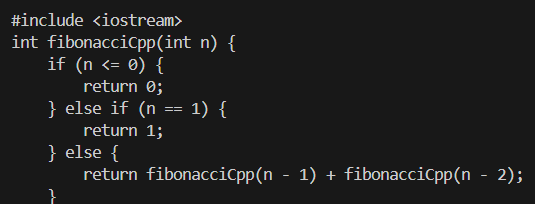 #include <iostream>
int fibonacciCpp(int n) {
    if (n <= 0) {
        return 0;
    } else if (n == 1) {
        return 1;
    } else {
        return fibonacciCpp(n - 1) + fibonacciCpp(n - 2);
    }